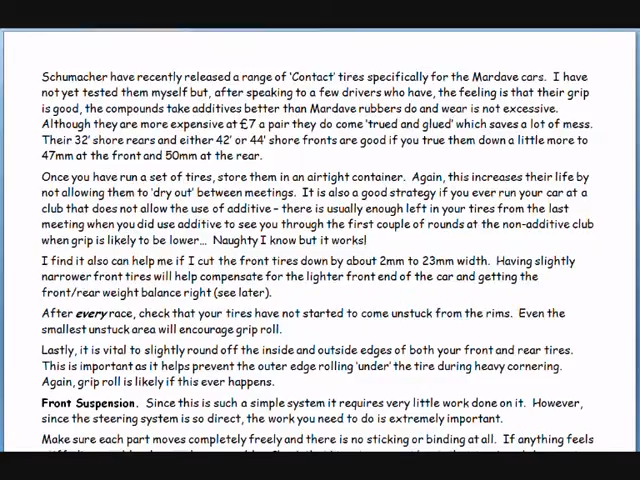 Schumacher have recently released a range of 'Contact' tires specifically for the Mardave cars.  I have
not yet tested them myself but, after speaking to a few drivers who have, the feeling is that their grip
is good, the compounds take additives better than Mardave rubbers do and wear is not excessive.
Although they are more expensive at £7 a pair they do come 'trued and glued' which saves a lot of mess.
Their 32' shore rears and either 42' or 44' shore fronts are good if you true them down a little more to
47mm at the front and 50mm at the rear.
Once you have run a set of tires, store them in an airtight container.  Again, this increases their life by
not allowing them to 'dry out' between meetings.  It is also a good strategy if you ever run your car at a
club that does not allow the use of additive – there is usually enough left in your tires from the last
meeting when you did use additive to see you through the first couple of rounds at the non-additive club
when grip is likely to be lower…  Naughty I know but it works!
I find it also can help me if I cut the front tires down by about 2mm to 23mm width.  Having slightly
narrower front tires will help compensate for the lighter front end of the car and getting the
front/rear weight balance right (see later).
After every race, check that your tires have not started to come unstuck from the rims.  Even the
smallest unstuck area will encourage grip roll.
Lastly, it is vital to slightly round off the inside and outside edges of both your front and rear tires.
This is important as it helps prevent the outer edge rolling 'under' the tire during heavy cornering.
Again, grip roll is likely if this ever happens.
Front Suspension.  Since this is such a simple system it requires very little work done on it.  However,
since the steering system is so direct, the work you need to do is extremely important.
Make sure each part moves completely freely and there is no sticking or binding at all.  If anything feels